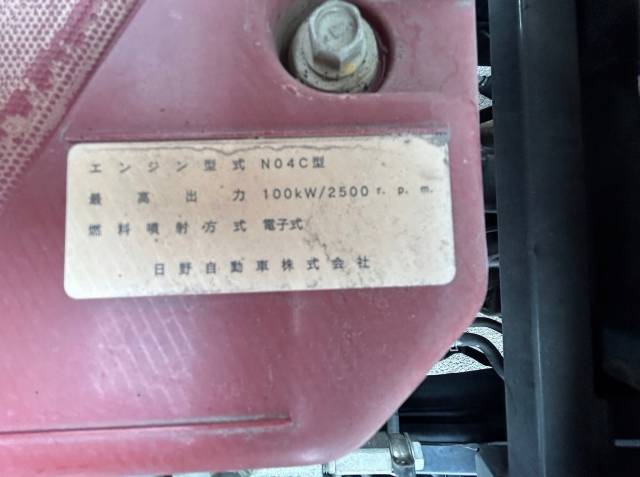 エンジン型式 N04C型
最高出力 100kW/2500 r.p.m.
燃料噴射方式 電子式
日野自動車株式会社